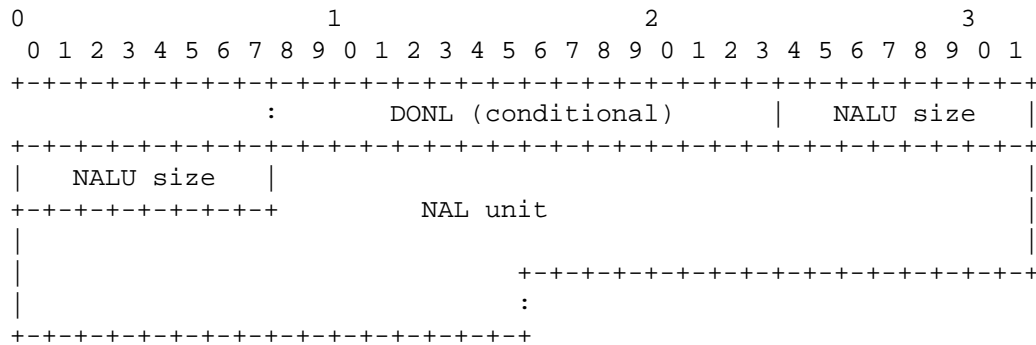 0                   1                   2                   3
 0 1 2 3 4 5 6 7 8 9 0 1 2 3 4 5 6 7 8 9 0 1 2 3 4 5 6 7 8 9 0 1
+-+-+-+-+-+-+-+-+-+-+-+-+-+-+-+-+-+-+-+-+-+-+-+-+-+-+-+-+-+-+-+-+
                :       DONL (conditional)      |   NALU size   |
+-+-+-+-+-+-+-+-+-+-+-+-+-+-+-+-+-+-+-+-+-+-+-+-+-+-+-+-+-+-+-+-+
|   NALU size   |                                               |
+-+-+-+-+-+-+-+-+         NAL unit                              |
|                                                               |
|                               +-+-+-+-+-+-+-+-+-+-+-+-+-+-+-+-+
|                               :
+-+-+-+-+-+-+-+-+-+-+-+-+-+-+-+-+